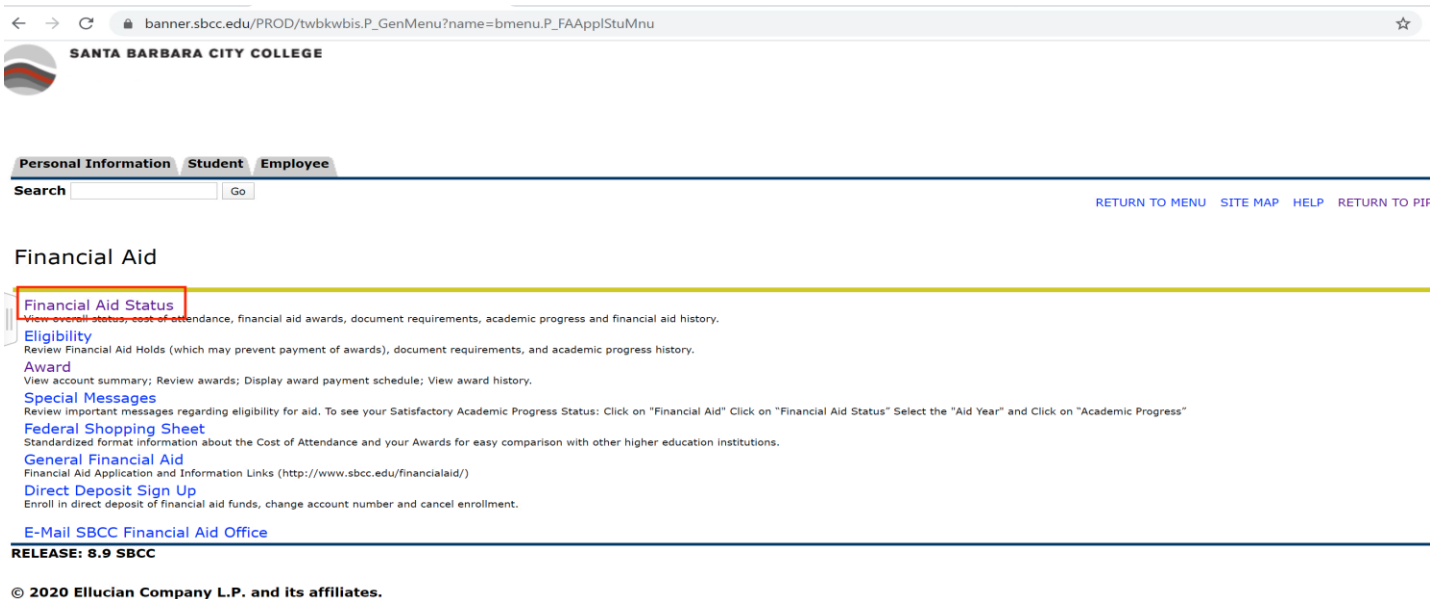 banner.sbcc.edu/PROD/twbkwbis.P_GenMenu?name=bmenu.P_FAApplStuMnu
SANTA BARBARA CITY COLLEGE
Personal Information Student Employee
Search Go
RETURN TO MENU SITE MAP HELP RETURN TO PIP
Financial Aid
Financial Aid Status
View overall status, cost of attendance, financial aid awards, document requirements, academic progress and financial aid history.
Eligibility
Review Financial Aid Holds (which may prevent payment of awards), document requirements, and academic progress history.
Award
View account summary; Review awards; Display award payment schedule; View award history.
Special Messages
Review important messages regarding eligibility for aid. To see your Satisfactory Academic Progress Status: Click on "Financial Aid" Click on "Financial Aid Status" Select the "Aid Year" and Click on "Academic Progress"
Federal Shopping Sheet
Standardized format information about the Cost of Attendance and your Awards for easy comparison with other higher education institutions.
General Financial Aid
Financial Aid Application and Information Links (http://www.sbcc.edu/financialaid/)
Direct Deposit Sign Up
Enroll in direct deposit of financial aid funds, change account number and cancel enrollment.
E-Mail SBCC Financial Aid Office
RELEASE: 8.9 SBCC
© 2020 Ellucian Company L.P. and its affiliates.